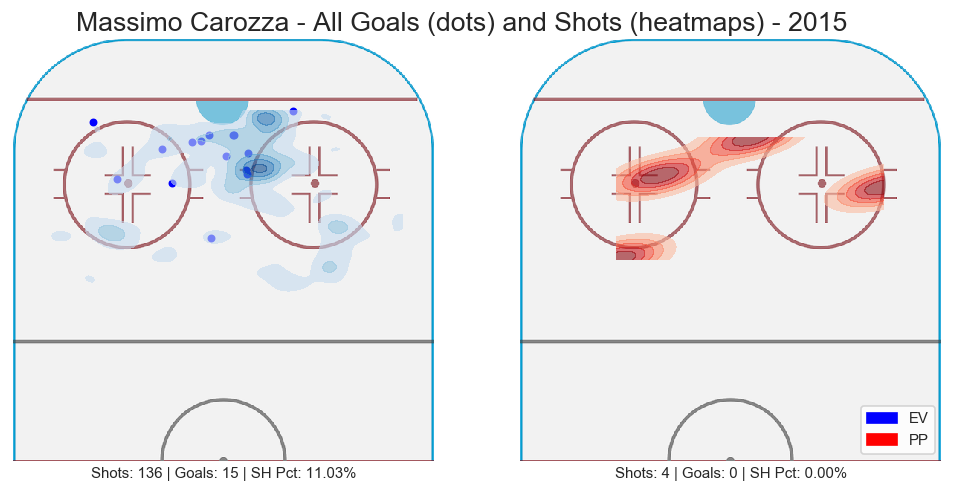 Massimo Carozza - All Goals (dots) and Shots (heatmaps) - 2015
EV
PP
Shots: 136 | Goals: 15 | SH Pct: 11.03%
Shots: 4 | Goals: 0 | SH Pct: 0.00%